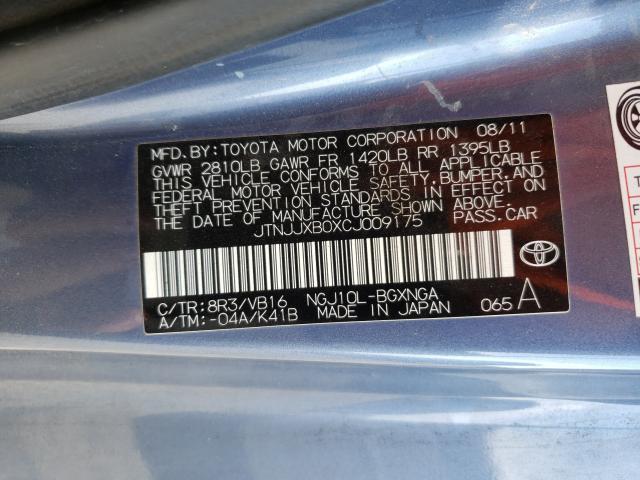 MFD. BY: TOYOTA MOTOR CORPORATION 08/11
GVWR 2810LB GAWR FR 1420LB RR 1395LB
THIS VEHICLE CONFORMS TO ALL APPLICABLE
FEDERAL MOTOR VEHICLE SAFETY, BUMPER, AND
THEFT PREVENTION STANDARDS IN EFFECT ON
THE DATE OF MANUFACTURE SHOWN ABOVE.
JTNJJXB0XCJ009175 PASS. CAR
C/TR: 8R3/VB16 NGJ10L-BGXNGA
A/TM: -04A/K41B MADE IN JAPAN 065 A